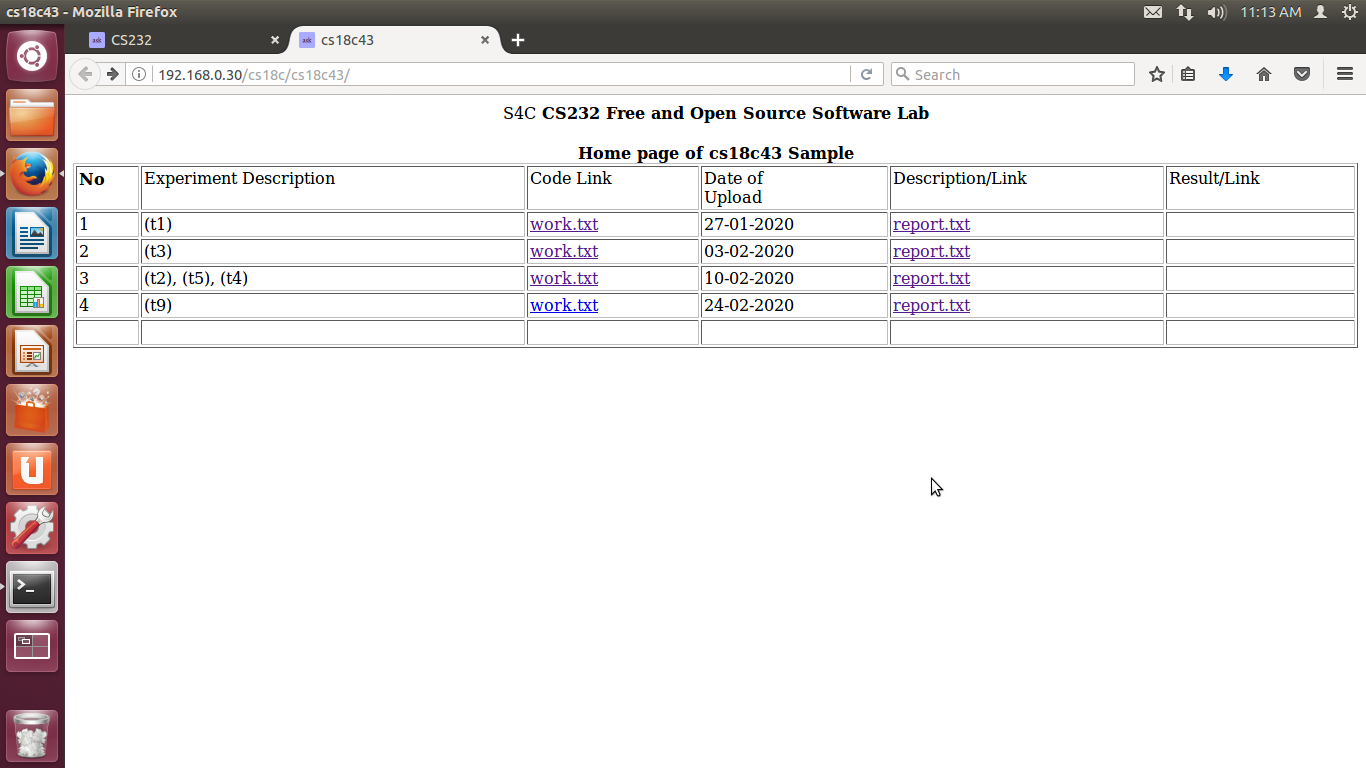 cs18c43 - Mozilla Firefox
11:13 AM
ask CS232
ask cs18c43
192.168.0.30/cs18c/cs18c43/
Search
S4C CS232 Free and Open Source Software Lab
Home page of cs18c43 Sample
No Experiment Description Code Link Date of Upload Description/Link Result/Link
1 (t1) work.txt 27-01-2020 report.txt
2 (t3) work.txt 03-02-2020 report.txt
3 (t2), (t5), (t4) work.txt 10-02-2020 report.txt
4 (t9) work.txt 24-02-2020 report.txt